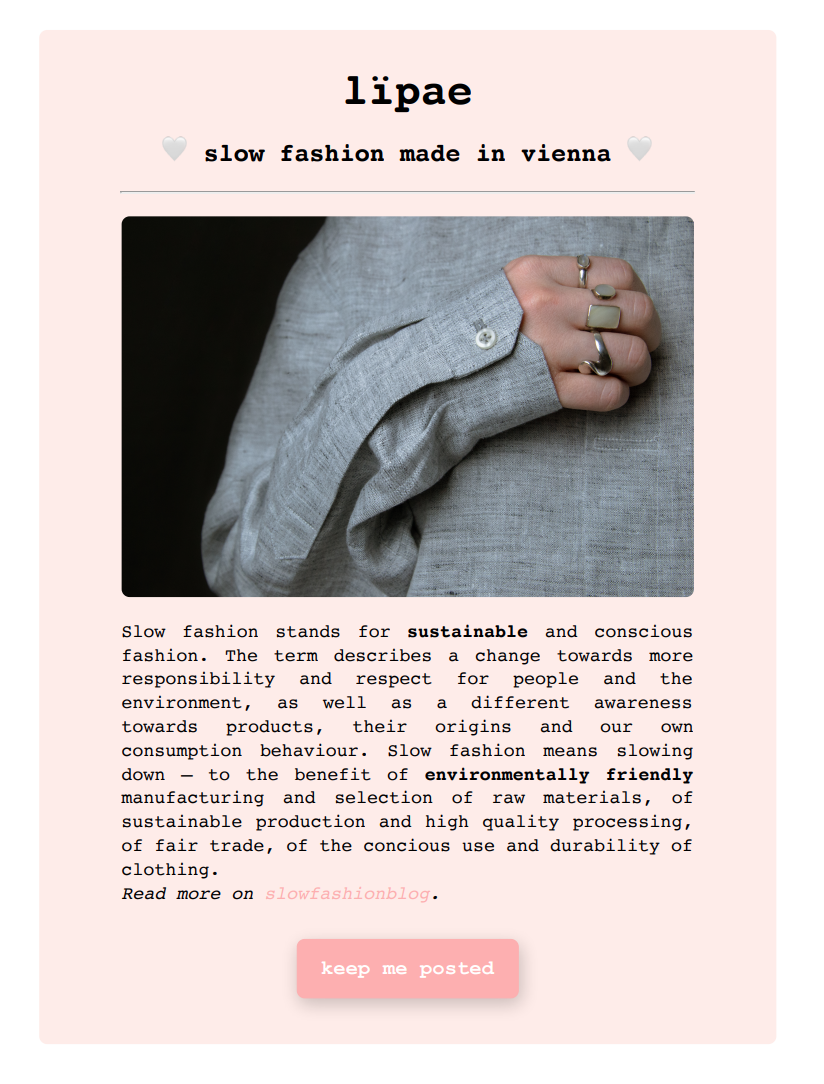 lïpae
🤍 slow fashion made in vienna 🤍
Slow fashion stands for sustainable and conscious
fashion. The term describes a change towards more
responsibility and respect for people and the
environment, as well as a different awareness
towards products, their origins and our own
consumption behaviour. Slow fashion means slowing
down — to the benefit of environmentally friendly
manufacturing and selection of raw materials, of
sustainable production and high quality processing,
of fair trade, of the concious use and durability of
clothing.
Read more on slowfashionblog.
keep me posted